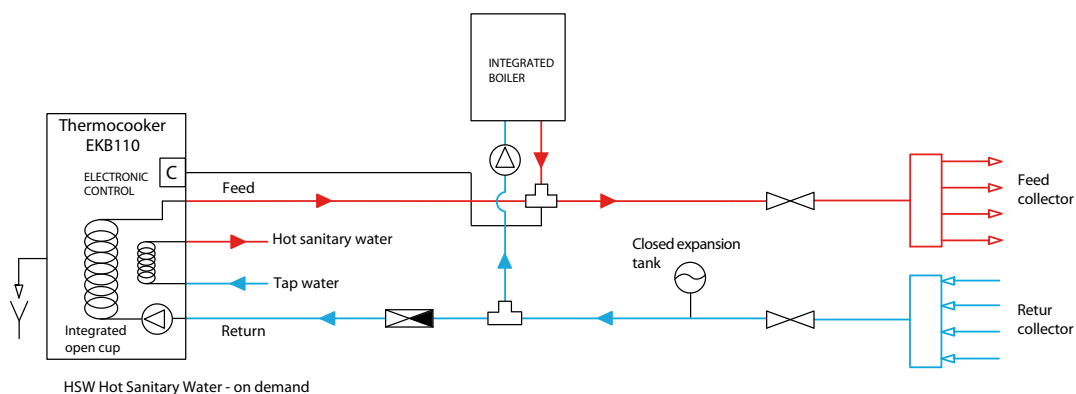 INTEGRATED
BOILER
Thermocooker
EKB110
C
ELECTRONIC
CONTROL
Feed
Feed
collector
Hot sanitary water
Closed expansion
tank
Tap water
Retur
collector
Integrated
open cup
Return
HSW Hot Sanitary Water - on demand